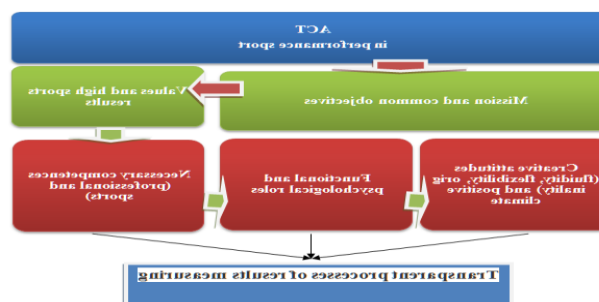 ACT
in performance sport
Mission and common objectives
Values and high sports
results
Creative attitudes
(fluidity, flexibility, orig
inality) and positive
climate
Functional and
psychological roles
Necessary competences
(professional and
sports)
Transparent processes of results measuring